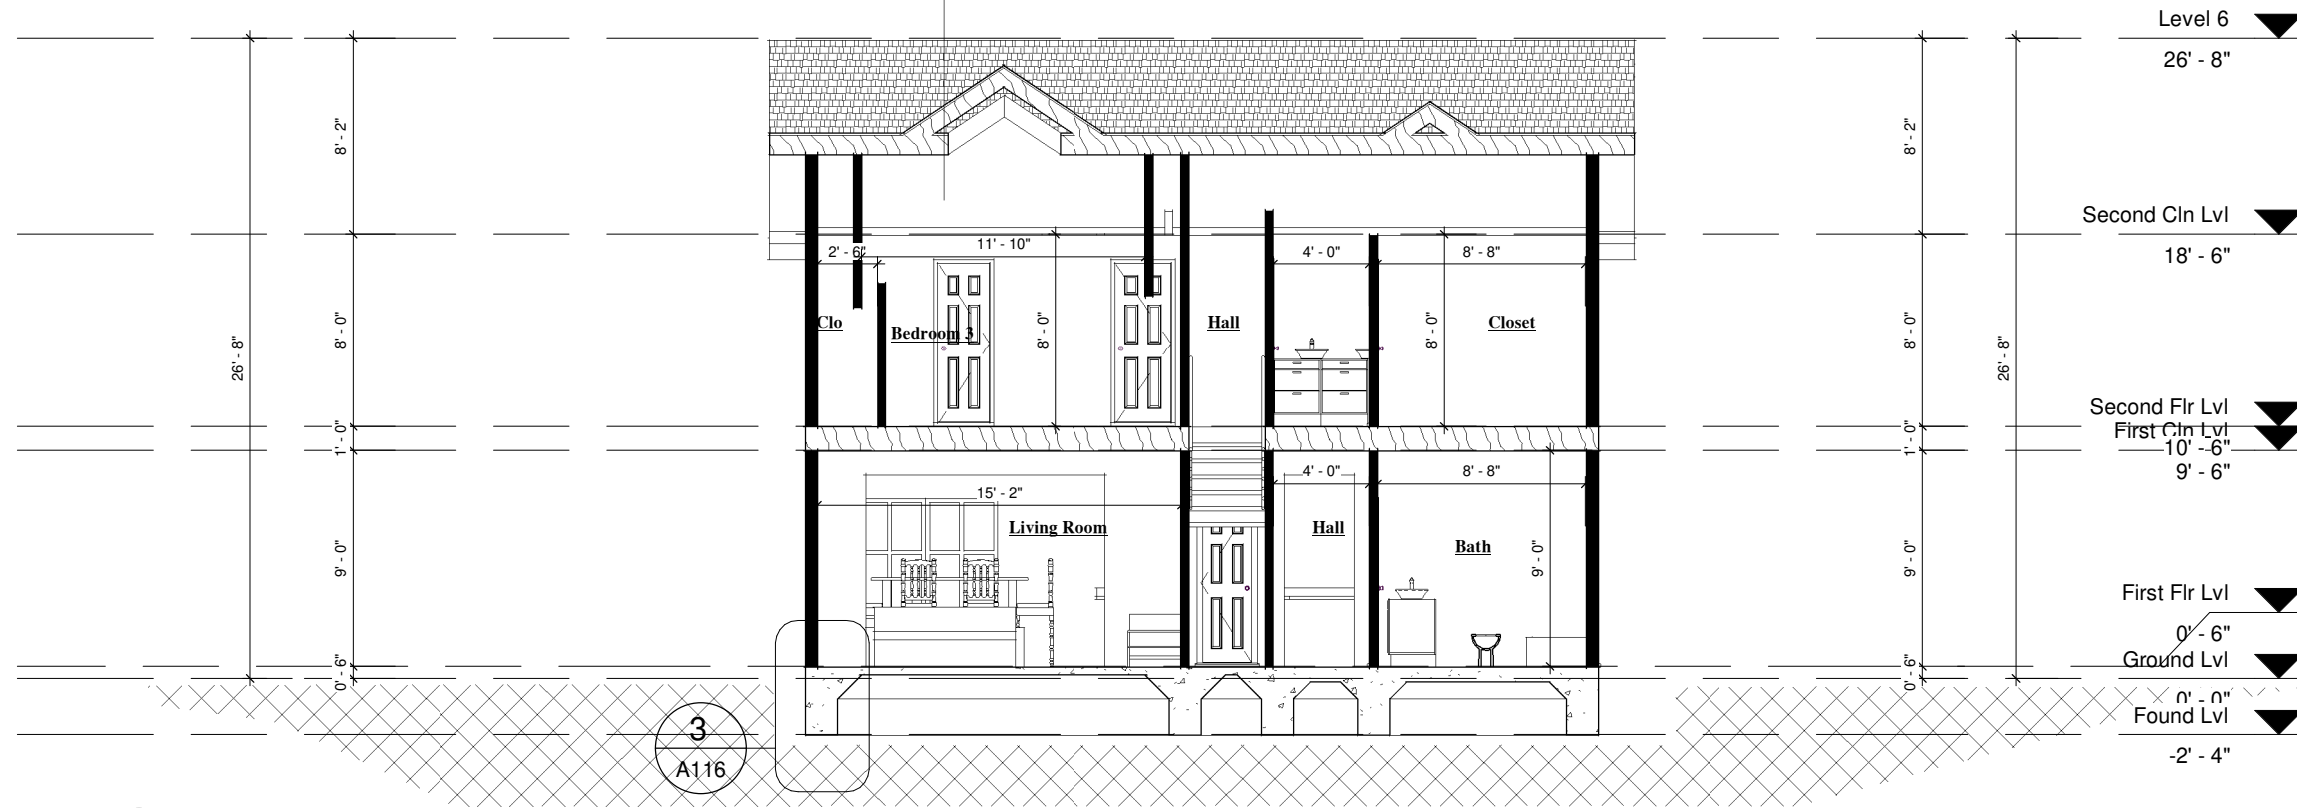 Level 6
26' - 8"
8' - 2"
8' - 2"
Second Cln Lvl
18' - 6"
2' - 6"
11' - 10"
4' - 0"
8' - 8"
Clo
Bedroom 3
Hall
Closet
8' - 0"
8' - 0"
8' - 0"
8' - 0"
26' - 8"
26' - 8"
Second Flr Lvl
First Cln Lvl
10' - 6"
9' - 6"
1' - 0"
1' - 0"
15' - 2"
4' - 0"
8' - 8"
Living Room
Hall
Bath
9' - 0"
9' - 0"
9' - 0"
First Flr Lvl
0' - 6"
Ground Lvl
0' - 6"
0' - 6"
0' - 0"
Found Lvl
-2' - 4"
3
A116